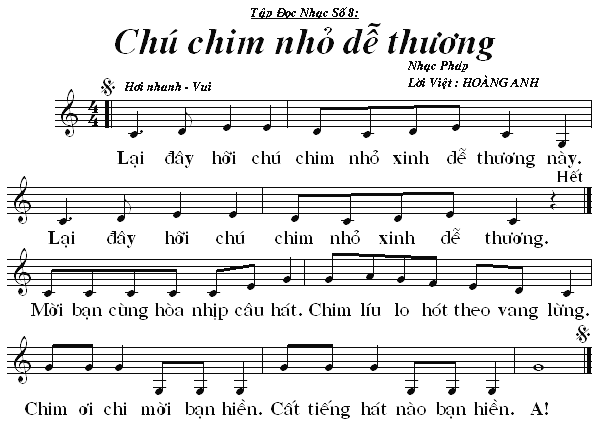 Tập Đọc Nhạc Số 8:
Chú chim nhỏ dễ thương
Nhạc Pháp
Hơi nhanh - Vui
Lời Việt : HOÀNG ANH
4
4
Lại đây hỡi chú chim nhỏ xinh dễ thương này.
Hết
Lại đây hỡi chú chim nhỏ xinh dễ thương.
Mời bạn cùng hòa nhịp câu hát. Chim líu lo hót theo vang lừng.
Chim ơi chi mời bạn hiền. Cất tiếng hát nào bạn hiền. A!